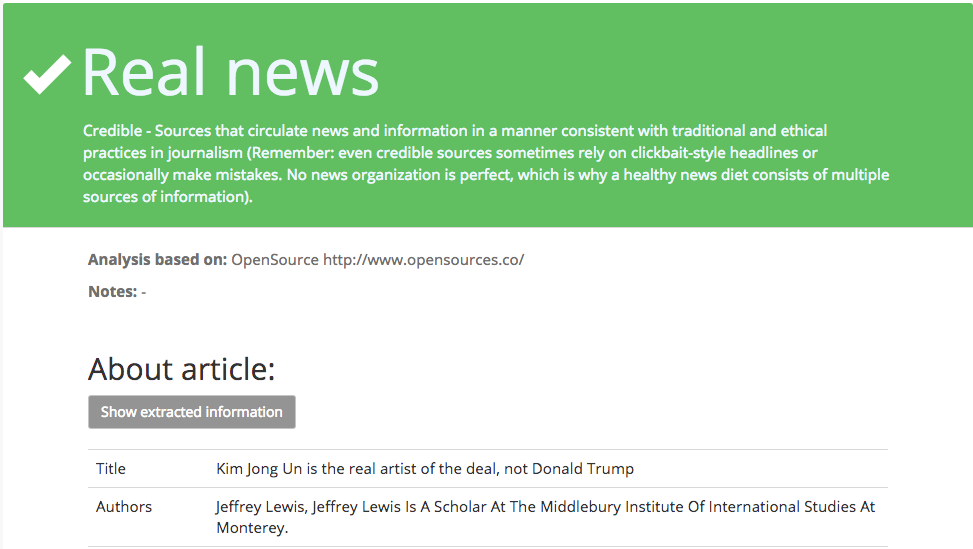 Real news
Credible - Sources that circulate news and information in a manner consistent with traditional and ethical
practices in journalism (Remember: even credible sources sometimes rely on clickbait-style headlines or
occasionally make mistakes. No news organization is perfect, which is why a healthy news diet consists of multiple
sources of information).
Analysis based on: OpenSource http://www.opensources.co/
Notes: -
About article:
Show extracted information
Title Kim Jong Un is the real artist of the deal, not Donald Trump
Authors Jeffrey Lewis, Jeffrey Lewis Is A Scholar At The Middlebury Institute Of International Studies At
Monterey.